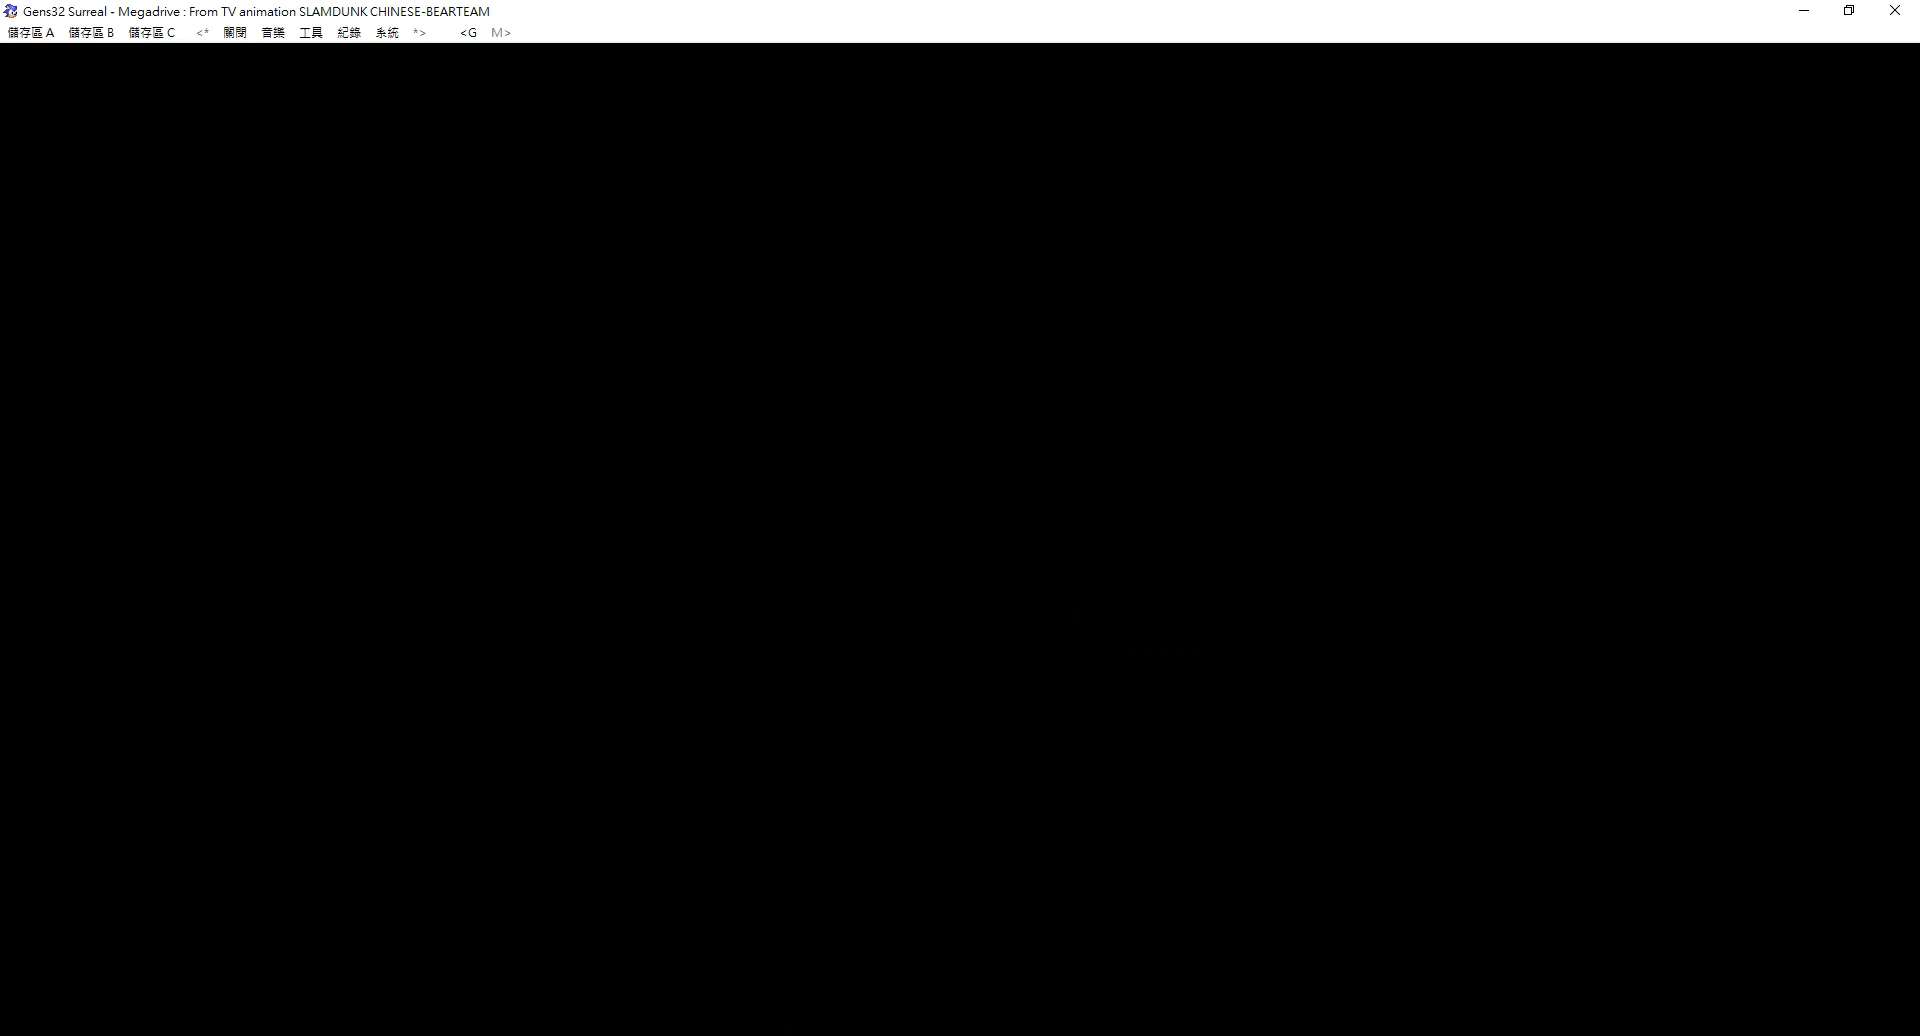 Gens32 Surreal - Megadrive : From TV animation SLAMDUNK CHINESE-BEARTEAM
儲存區 A 儲存區 B 儲存區 C <* 關閉 音樂 工具 紀錄 系統 *> <G M>